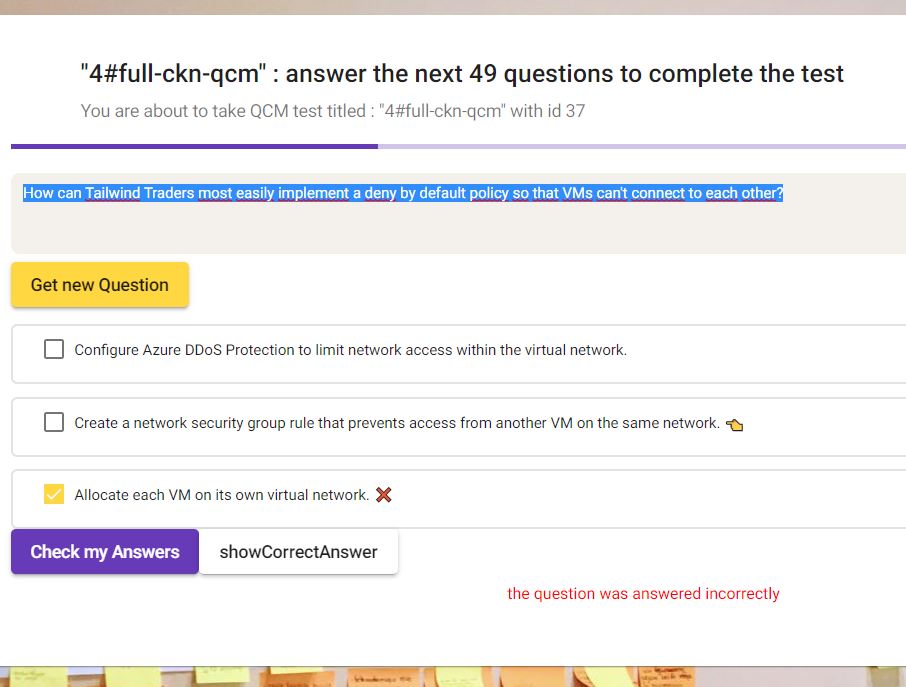 "4#full-ckn-qcm" : answer the next 49 questions to complete the test
You are about to take QCM test titled : "4#full-ckn-qcm" with id 37
How can Tailwind Traders most easily implement a deny by default policy so that VMs can't connect to each other?
Get new Question
Configure Azure DDoS Protection to limit network access within the virtual network.
Create a network security group rule that prevents access from another VM on the same network.
Allocate each VM on its own virtual network.
Check my Answers showCorrectAnswer
the question was answered incorrectly